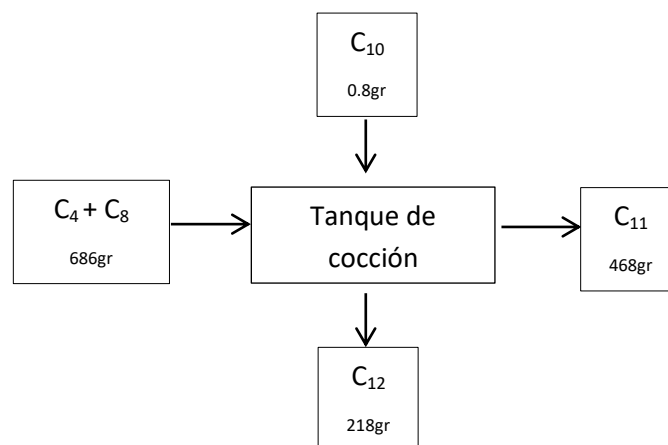 C₁₀
0.8gr
C₄ + C₈
686gr
Tanque de
cocción
C₁₁
468gr
C₁₂
218gr